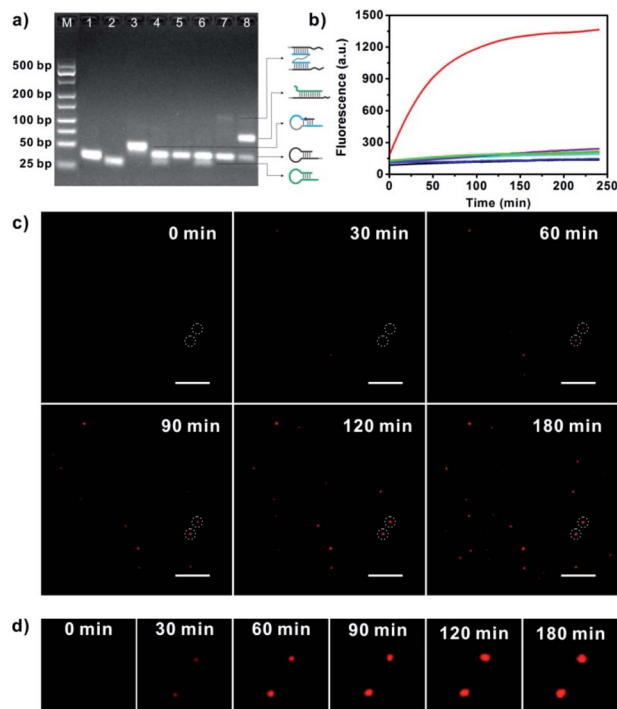 a)
M 1 2 3 4 5 6 7 8
500 bp
200 bp
100 bp
50 bp
25 bp
b)
Fluorescence (a.u.)
1500
1200
900
600
300
0
0 50 100 150 200 250
Time (min)
c)
0 min 30 min 60 min
90 min 120 min 180 min
d)
0 min 30 min 60 min 90 min 120 min 180 min